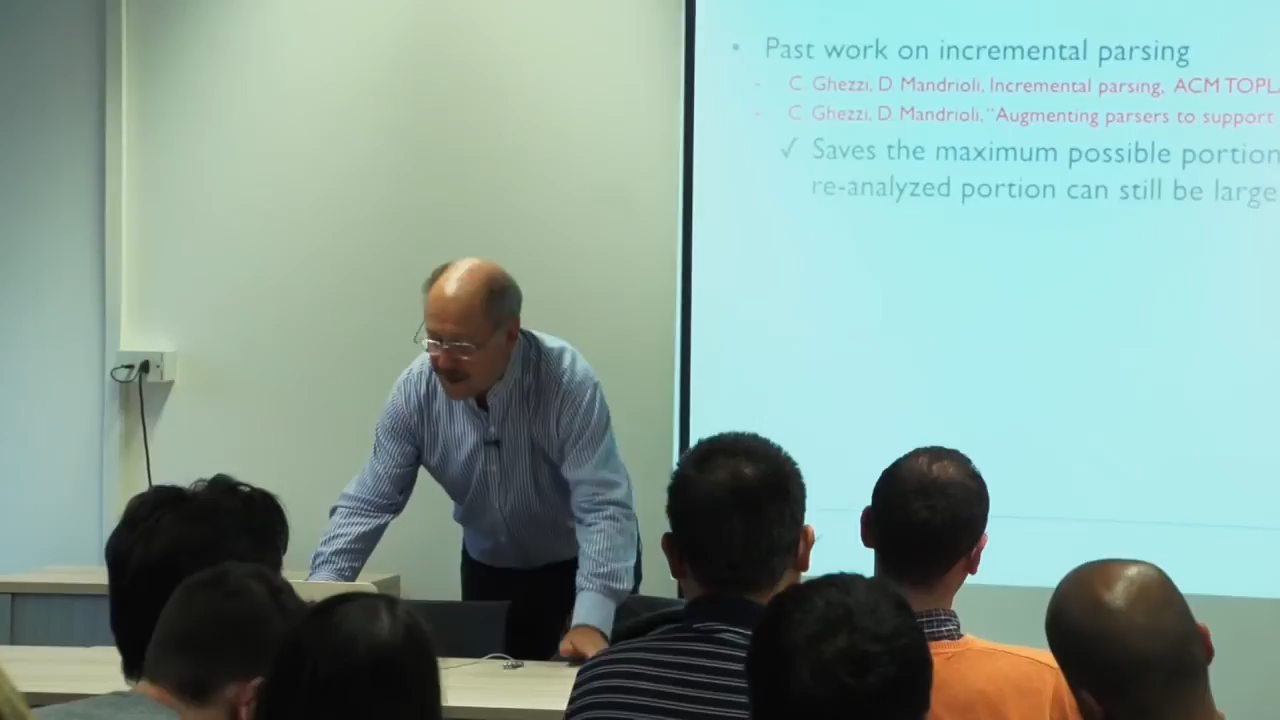 • Past work on incremental parsing
- C. Ghezzi, D. Mandrioli, Incremental parsing, ACM TOPLA
- C. Ghezzi, D. Mandrioli, "Augmenting parsers to support
✓ Saves the maximum possible portion
re-analyzed portion can still be large